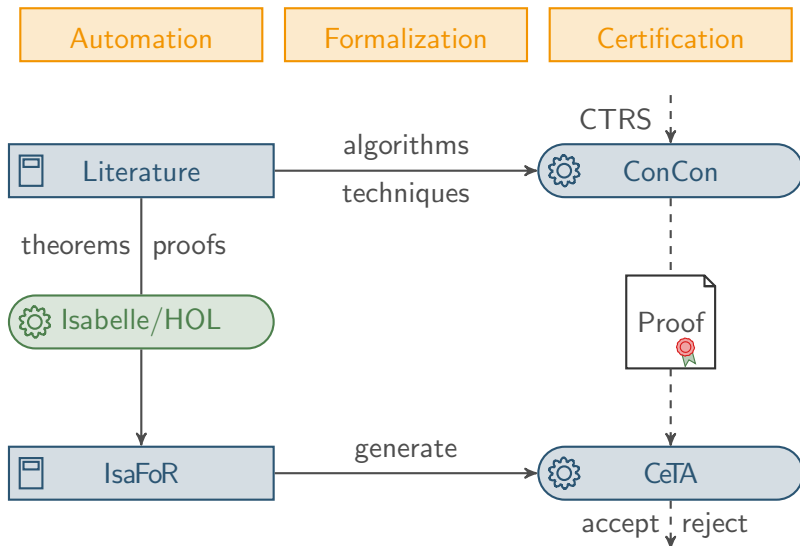 Automation Formalization Certification
CTRS
Literature algorithms ConCon
techniques
theorems proofs
Isabelle/HOL Proof
IsaFoR generate CeTA
accept reject